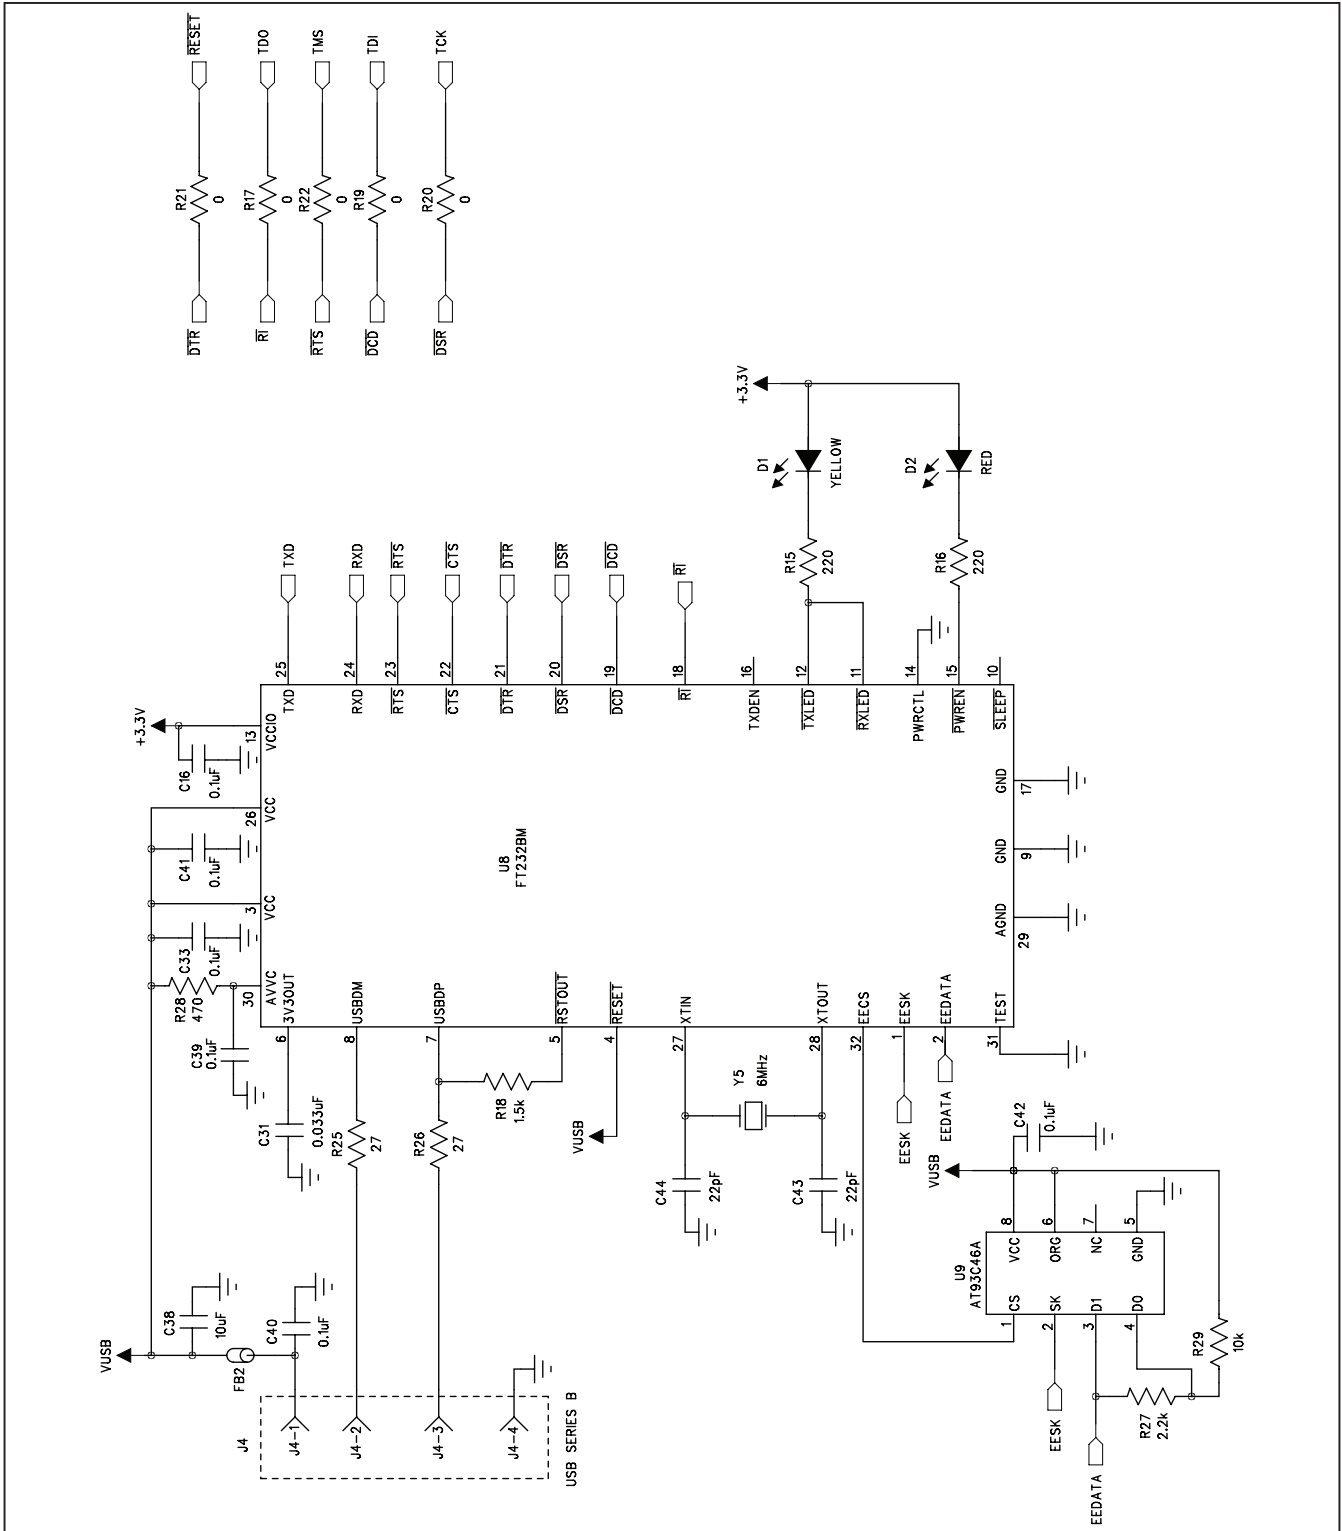 RESET
TDO
TMS
TDI
TCK
R21
0
R17
0
R22
0
R19
0
R20
0
DTR
RI
RTS
DCD
DSR
+3.3V
D1
YELLOW
D2
RED
R15
220
R16
220
TXD
RXD
RTS
CTS
DTR
DSR
DCD
RI
25
24
23
22
21
20
19
18
16
12
11
14
15
10
TXD
RXD
RTS
CTS
DTR
DSR
DCD
RI
TXDEN
TXLED
RXLED
PWRCTL
PWREN
SLEEP
+3.3V
C16
0.1uF
13
VCCIO
26
VCC
C41
0.1uF
3
VCC
C33
0.1uF
R28
470
30
AVVC
C39
0.1uF
U8
FT232BM
GND
17
GND
9
AGND
29
TEST
31
3V3OUT
USBDM
USBDP
RSTOUT
RESET
XTIN
XTOUT
EECS
EESK
EEDATA
6
8
7
5
4
27
28
32
1
2
C31
0.033uF
R25
27
R26
27
R18
1.5k
VUSB
Y5
6MHz
C44
22pF
C43
22pF
EESK
EEDATA
VUSB
C42
0.1uF
U9
AT93C46A
8
VCC
6
ORG
7
NC
5
GND
CS
1
SK
2
D1
3
D0
4
EESK
EEDATA
R27
2.2k
R29
10k
VUSB
C38
10uF
FB2
C40
0.1uF
J4
J4-1
J4-2
J4-3
J4-4
USB SERIES B